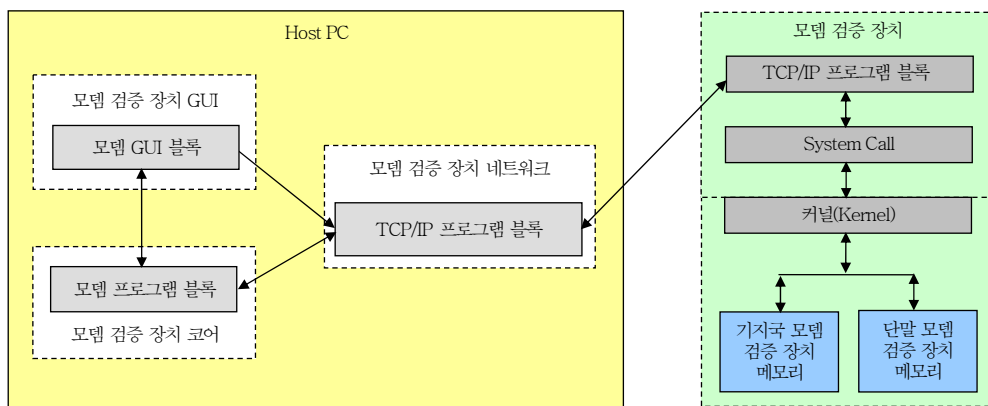 Host PC
모뎀 검증 장치 GUI
모뎀 GUI 블록
모뎀 검증 장치 네트워크
TCP/IP 프로그램 블록
모뎀 프로그램 블록
모뎀 검증 장치 코어
모뎀 검증 장치
TCP/IP 프로그램 블록
System Call
커널(Kernel)
기지국 모뎀
검증 장치
메모리
단말 모뎀
검증 장치
메모리